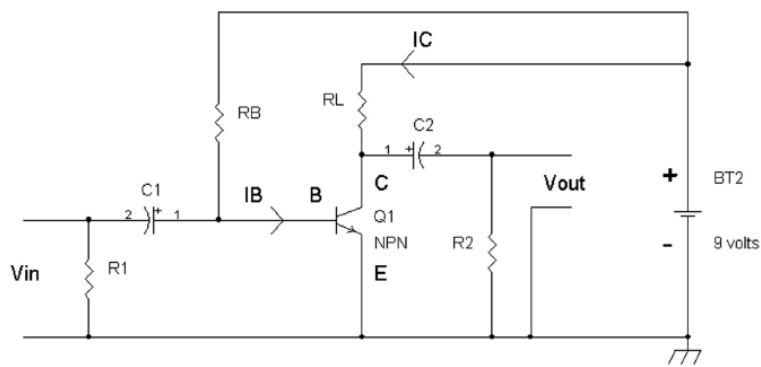 IC
RL
RB
C2
1 + 2
C1
IB
B
C
Vout
+
BT2
2 + 1
Q1
R2
NPN
-
9 volts
Vin
R1
E